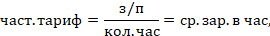 част.тариф = з/п / кол.час = ср.зар.в час,